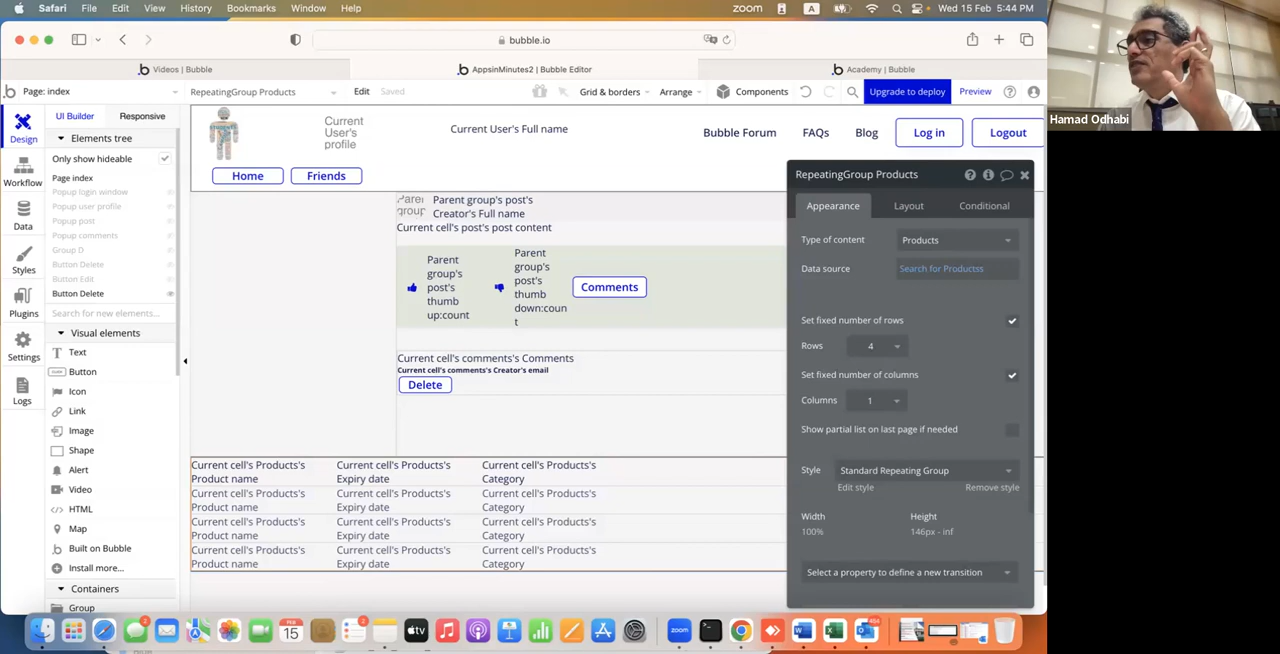 Safari File Edit View History Bookmarks Window Help
zoom A Wed 15 Feb 5:44 PM
bubble.io
Videos | Bubble
AppsinMinutes2 | Bubble Editor
Academy | Bubble
Page: index
RepeatingGroup Products
Edit
Saved
Grid & borders
Arrange
Components
Upgrade to deploy
Preview
Design
Workflow
Data
Styles
Plugins
Settings
Logs
UI Builder
Responsive
Elements tree
Only show hideable
Page index
Popup login window
Popup user profile
Popup post
Popup comments
Group D
Button Delete
Button Edit
Button Delete
Search for new elements...
Visual elements
Text
Button
Icon
Link
Image
Shape
Alert
Video
HTML
Map
Built on Bubble
Install more...
Containers
Group
Current
User's
profile
Current User's Full name
Bubble Forum
FAQs
Blog
Log in
Logout
Home
Friends
Parent
group
Parent group's post's
Creator's Full name
Current cell's post's post content
Parent
group's
post's
thumb
up:count
Parent
group's
post's
thumb
down:coun
t
Comments
Current cell's comments's Comments
Current cell's comments's Creator's email
Delete
Current cell's Products's
Product name
Current cell's Products's
Expiry date
Current cell's Products's
Category
Current cell's Products's
Product name
Current cell's Products's
Expiry date
Current cell's Products's
Category
Current cell's Products's
Product name
Current cell's Products's
Expiry date
Current cell's Products's
Category
Current cell's Products's
Product name
Current cell's Products's
Expiry date
Current cell's Products's
Category
RepeatingGroup Products
Appearance
Layout
Conditional
Type of content
Products
Data source
Search for Productss
Set fixed number of rows
Rows
4
Set fixed number of columns
Columns
1
Show partial list on last page if needed
Style
Standard Repeating Group
Edit style
Remove style
Width
Height
100%
146px - inf
Select a property to define a new transition
Hamad Odhabi
FEB
15
tv
zoom